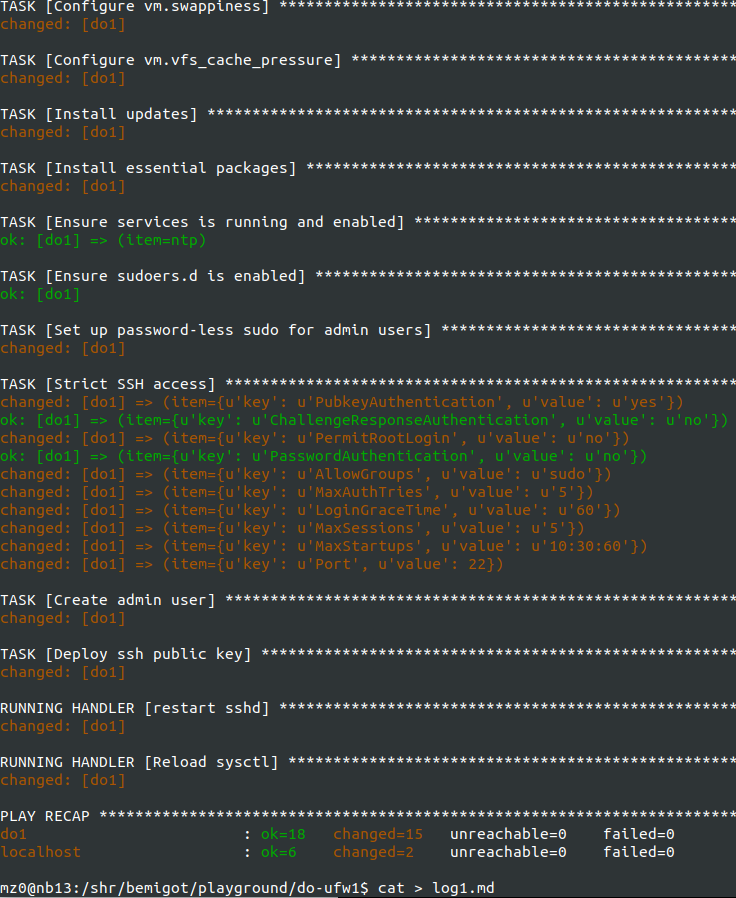 TASK [Configure vm.swappiness] ***************************************************
changed: [do1]
TASK [Configure vm.vfs_cache_pressure] *******************************************
changed: [do1]
TASK [Install updates] ***********************************************************
changed: [do1]
TASK [Install essential packages] ************************************************
changed: [do1]
TASK [Ensure services is running and enabled] ************************************
ok: [do1] => (item=ntp)
TASK [Ensure sudoers.d is enabled] ***********************************************
ok: [do1]
TASK [Set up password-less sudo for admin users] *********************************
changed: [do1]
TASK [Strict SSH access] *********************************************************
changed: [do1] => (item={u'key': u'PubkeyAuthentication', u'value': u'yes'})
ok: [do1] => (item={u'key': u'ChallengeResponseAuthentication', u'value': u'no'})
changed: [do1] => (item={u'key': u'PermitRootLogin', u'value': u'no'})
ok: [do1] => (item={u'key': u'PasswordAuthentication', u'value': u'no'})
changed: [do1] => (item={u'key': u'AllowGroups', u'value': u'sudo'})
changed: [do1] => (item={u'key': u'MaxAuthTries', u'value': u'5'})
changed: [do1] => (item={u'key': u'LoginGraceTime', u'value': u'60'})
changed: [do1] => (item={u'key': u'MaxSessions', u'value': u'5'})
changed: [do1] => (item={u'key': u'MaxStartups', u'value': u'10:30:60'})
changed: [do1] => (item={u'key': u'Port', u'value': 22})
TASK [Create admin user] *********************************************************
changed: [do1]
TASK [Deploy ssh public key] *****************************************************
changed: [do1]
RUNNING HANDLER [restart sshd] ***************************************************
changed: [do1]
RUNNING HANDLER [Reload sysctl] **************************************************
changed: [do1]
PLAY RECAP ***********************************************************************
do1                        : ok=18   changed=15   unreachable=0    failed=0
localhost                  : ok=6    changed=2    unreachable=0    failed=0
mz0@nb13:/shr/bemigot/playground/do-ufw1$ cat > log1.md